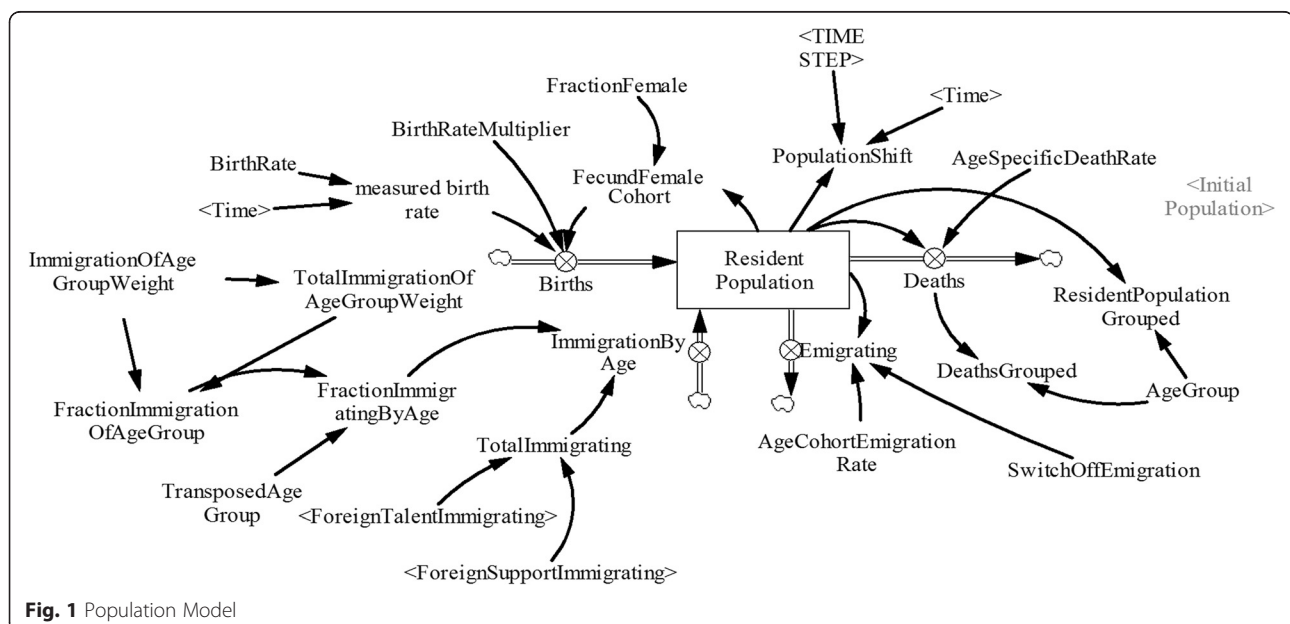 <TIME
STEP>
FractionFemale
<Time>
BirthRateMultiplier
PopulationShift
AgeSpecificDeathRate
BirthRate
measured birth
rate
FecundFemale
Cohort
<Initial
Population>
<Time>
ImmigrationOfAge
GroupWeight
TotalImmigrationOf
AgeGroupWeight
Births
Resident
Population
Deaths
ResidentPopulation
Grouped
ImmigrationBy
Age
Emigrating
DeathsGrouped
AgeGroup
FractionImmigration
OfAgeGroup
FractionImmigr
atingByAge
TotalImmigrating
AgeCohortEmigration
Rate
SwitchOffEmigration
TransposedAge
Group
<ForeignTalentImmigrating>
<ForeignSupportImmigrating>
Fig. 1 Population Model